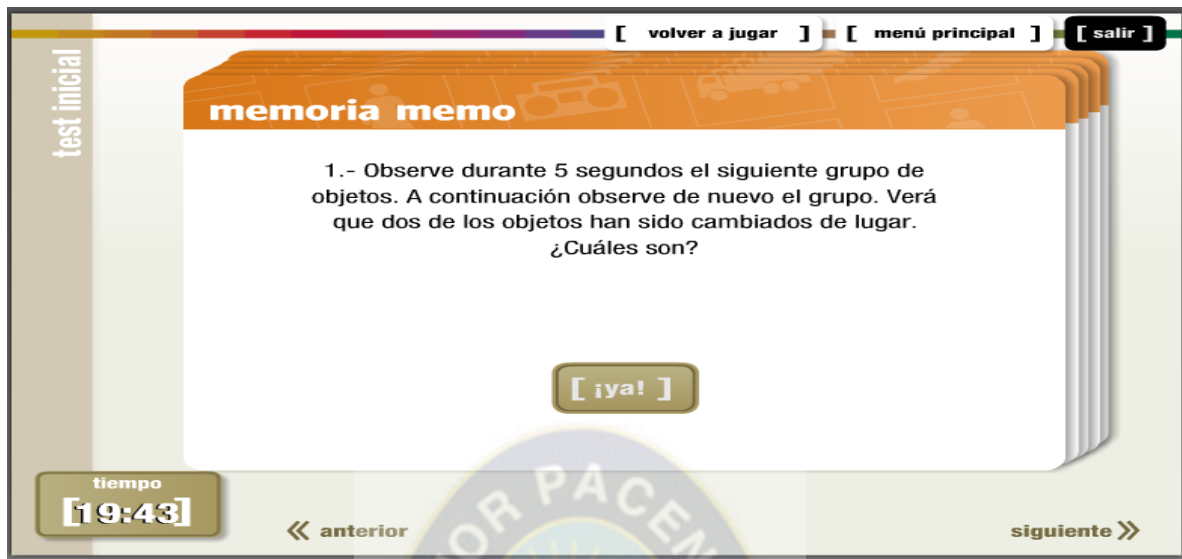 [ volver a jugar ] [ menú principal ] [ salir ]
test inicial
memoria memo
1.- Observe durante 5 segundos el siguiente grupo de
objetos. A continuación observe de nuevo el grupo. Verá
que dos de los objetos han sido cambiados de lugar.
¿Cuáles son?
[ ¡ya! ]
tiempo
[19:43]
« anterior
siguiente »
OR PACE